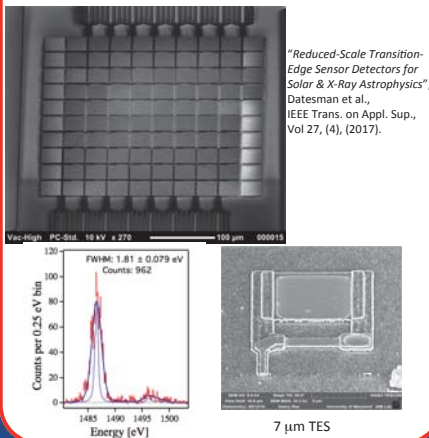 "Reduced-Scale Transition-
Edge Sensor Detectors for
Solar & X-Ray Astrophysics",
Datesman et al.,
IEEE Trans. on Appl. Sup.,
Vol 27, (4), (2017).
Vac-High PC-Std. 10 kV x 270 100 µm 000015
120
100
80
60
40
20
0
Counts per 0.25 eV bin
FWHM: 1.81 ± 0.079 eV
Counts: 962
1485 1490 1495 1500
Energy [eV]
7 µm TES